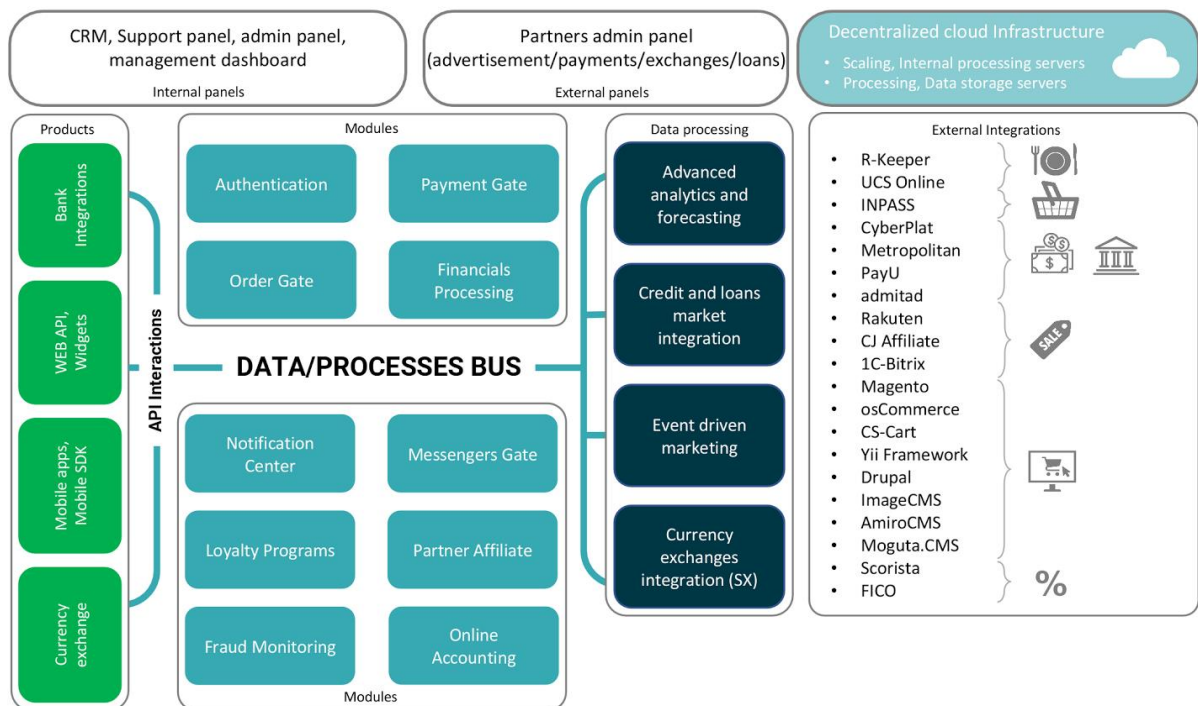 CRM, Support panel, admin panel,
management dashboard
Internal panels
Partners admin panel
(advertisement/payments/exchanges/loans)
External panels
Decentralized cloud Infrastructure
• Scaling, Internal processing servers
• Processing, Data storage servers
Products
Bank
Integrations
WEB API,
Widgets
Mobile apps,
Mobile SDK
Currency
exchange
API Interactions
Modules
Authentication
Payment Gate
Order Gate
Financials
Processing
DATA/PROCESSES BUS
Notification
Center
Messengers Gate
Loyalty Programs
Partner Affiliate
Fraud Monitoring
Online
Accounting
Modules
Data processing
Advanced
analytics and
forecasting
Credit and loans
market
integration
Event driven
marketing
Currency
exchanges
integration (SX)
External Integrations
• R-Keeper
• UCS Online
• INPASS
• CyberPlat
• Metropolitan
• PayU
• admitad
• Rakuten
• CJ Affiliate
• 1C-Bitrix
• Magento
• osCommerce
• CS-Cart
• Yii Framework
• Drupal
• ImageCMS
• AmiroCMS
• Moguta.CMS
• Scorista
• FICO
$
SALE
%